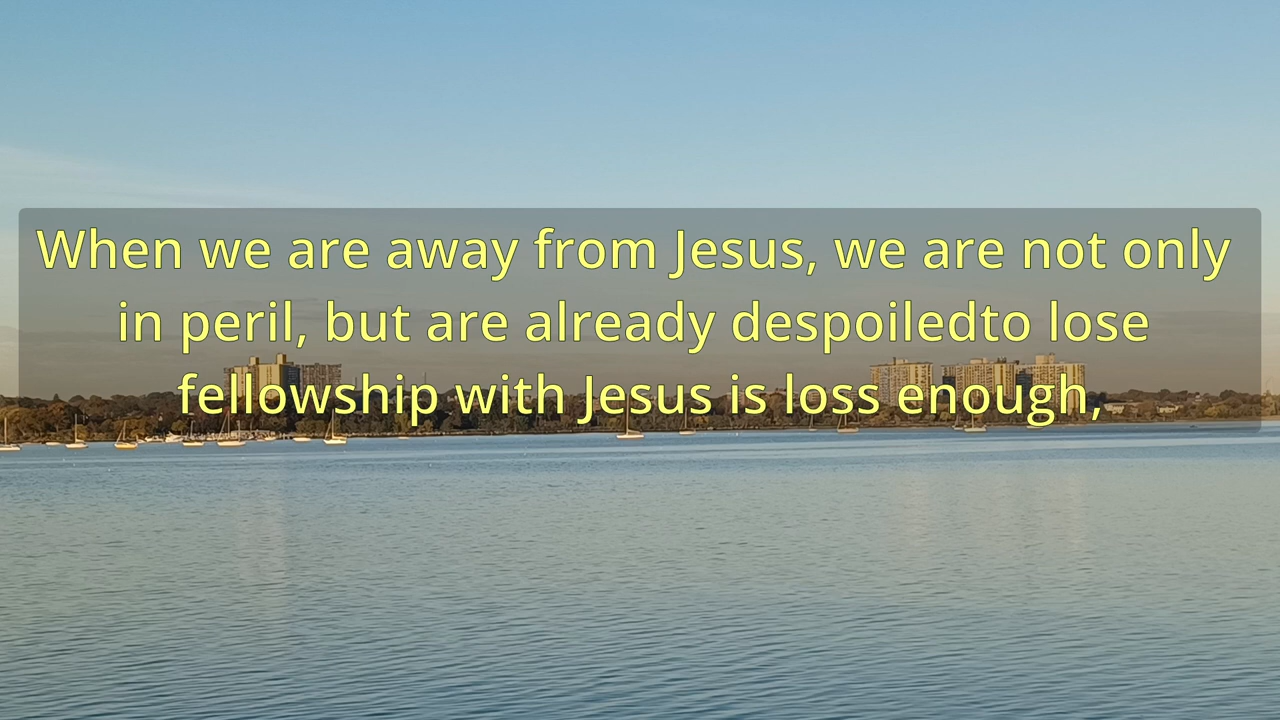 When we are away from Jesus, we are not only
in peril, but are already despoiledto lose
fellowship with Jesus is loss enough,